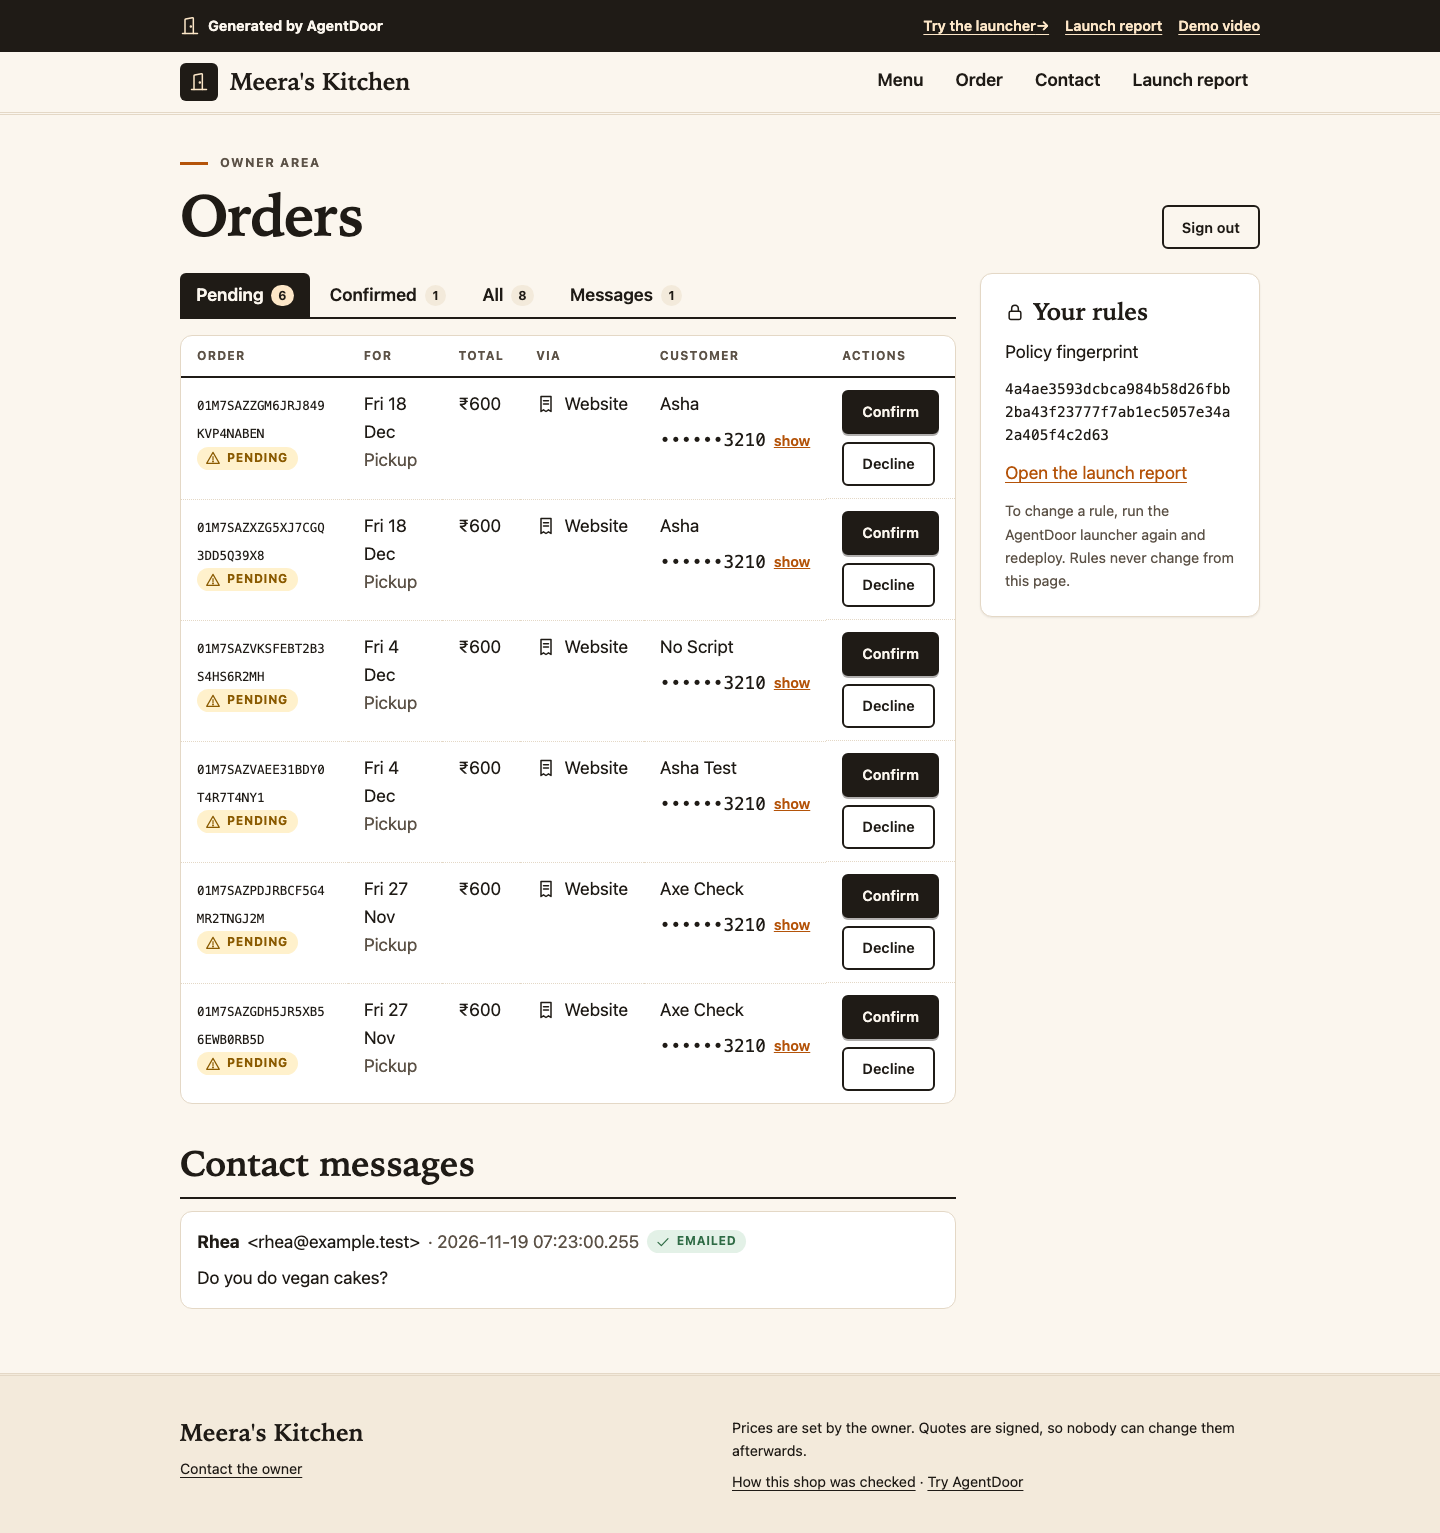 Generated by AgentDoor
Try the launcher→ Launch report Demo video
Meera's Kitchen
Menu Order Contact Launch report
OWNER AREA
Orders
Sign out
Pending 6 Confirmed 1 All 8 Messages 1
ORDER FOR TOTAL VIA CUSTOMER ACTIONS
01M7SAZZGM6JRJ849
KVP4NABEN
PENDING
Fri 18
Dec
Pickup
₹600
Website
Asha
••••••3210 show
Confirm
Decline
01M7SAZXZG5XJ7CGQ
3DD5Q39X8
PENDING
Fri 18
Dec
Pickup
₹600
Website
Asha
••••••3210 show
Confirm
Decline
01M7SAZVKSFEBT2B3
S4HS6R2MH
PENDING
Fri 4
Dec
Pickup
₹600
Website
No Script
••••••3210 show
Confirm
Decline
01M7SAZVAEE31BDY0
T4R7T4NY1
PENDING
Fri 4
Dec
Pickup
₹600
Website
Asha Test
••••••3210 show
Confirm
Decline
01M7SAZPDJRBCF5G4
MR2TNGJ2M
PENDING
Fri 27
Nov
Pickup
₹600
Website
Axe Check
••••••3210 show
Confirm
Decline
01M7SAZGDH5JR5XB5
6EWB0RB5D
PENDING
Fri 27
Nov
Pickup
₹600
Website
Axe Check
••••••3210 show
Confirm
Decline
Your rules
Policy fingerprint
4a4ae3593dcbca984b58d26fbb
2ba43f23777f7ab1ec5057e34a
2a405f4c2d63
Open the launch report
To change a rule, run the
AgentDoor launcher again and
redeploy. Rules never change from
this page.
Contact messages
Rhea <rhea@example.test> · 2026-11-19 07:23:00.255 EMAILED
Do you do vegan cakes?
Meera's Kitchen
Contact the owner
Prices are set by the owner. Quotes are signed, so nobody can change them
afterwards.
How this shop was checked · Try AgentDoor